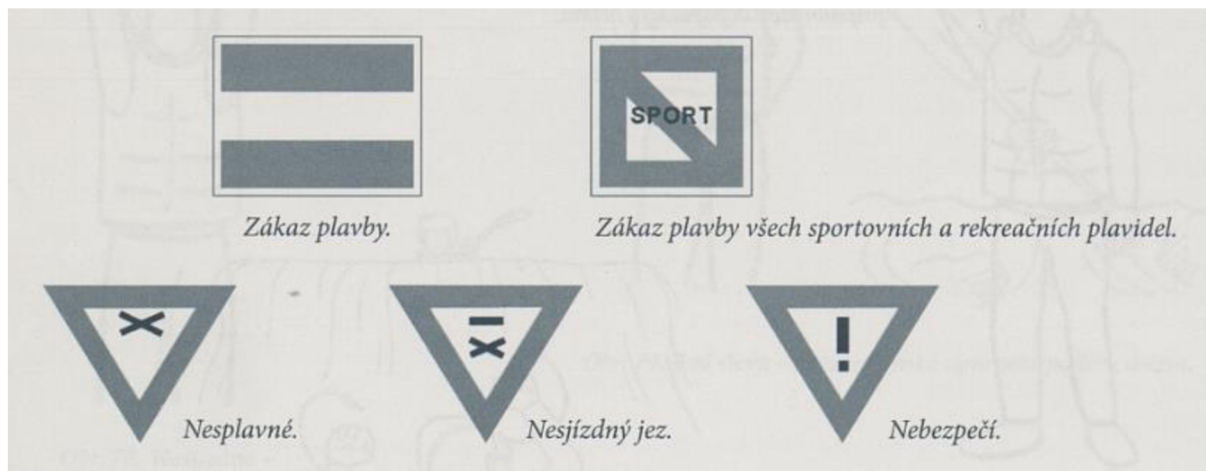 SPORT
Zákaz plavby.
Zákaz plavby všech sportovních a rekreačních plavidel.
Nesplavné.
Nesjízdný jez.
Nebezpečí.